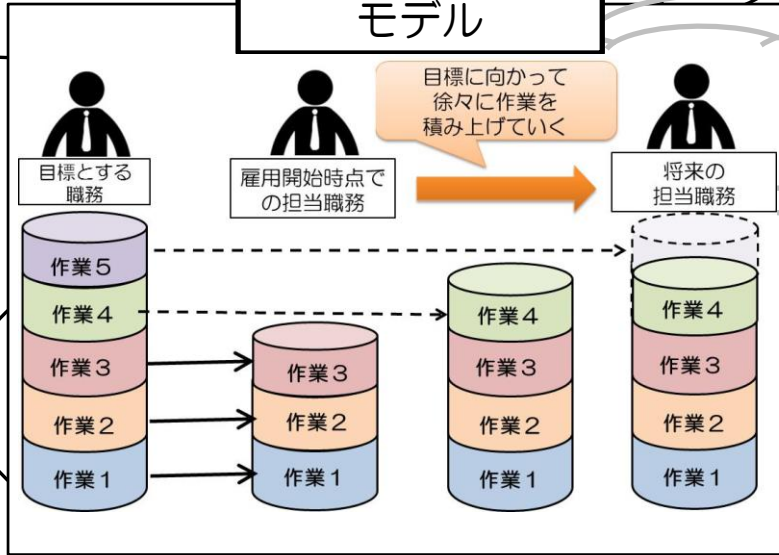 モデル
目標に向かって
徐々に作業を
積み上げていく
目標とする
職務
雇用開始時点で
の担当職務
将来の
担当職務
作業５
作業４
作業３
作業２
作業１
作業３
作業２
作業１
作業４
作業３
作業２
作業１
作業４
作業３
作業２
作業１